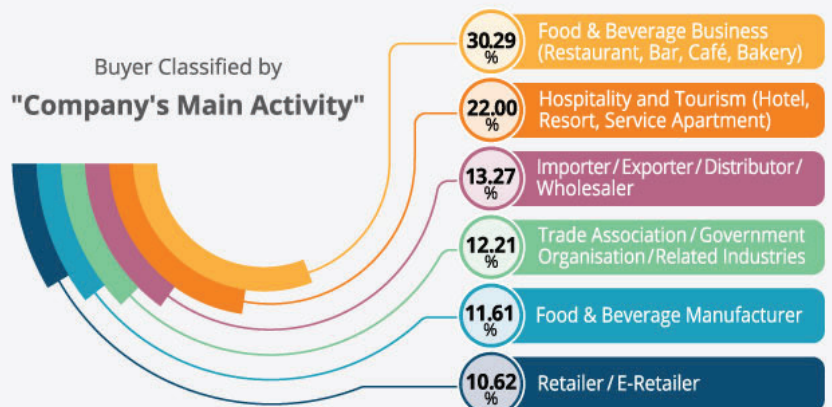 Buyer Classified by
"Company's Main Activity"
30.29
%
Food & Beverage Business
(Restaurant, Bar, Café, Bakery)
22.00
%
Hospitality and Tourism (Hotel,
Resort, Service Apartment)
13.27
%
Importer/Exporter/Distributor/
Wholesaler
12.21
%
Trade Association/Government
Organisation/Related Industries
11.61
%
Food & Beverage Manufacturer
10.62
%
Retailer/E-Retailer